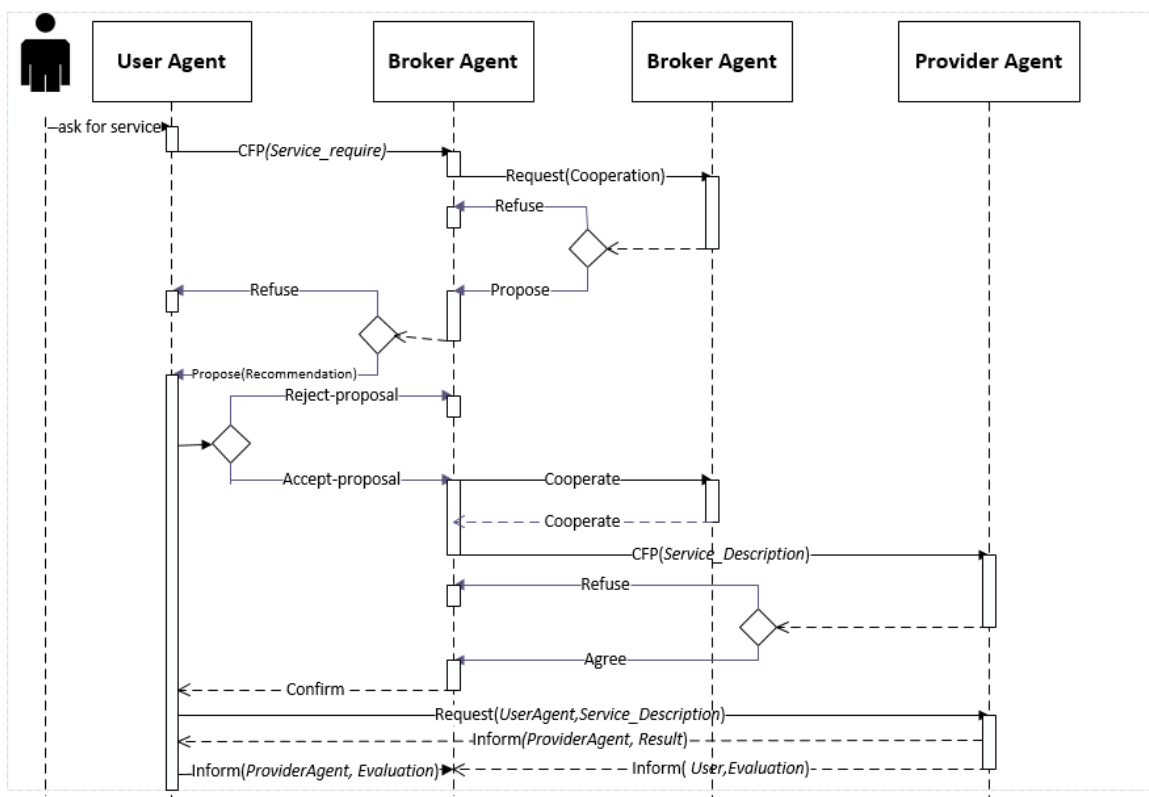 User Agent
Broker Agent
Broker Agent
Provider Agent
ask for service
CFP(Service_require)
Request(Cooperation)
Refuse
Refuse
Propose
Propose(Recommendation)
Reject-proposal
Accept-proposal
Cooperate
Cooperate
CFP(Service_Description)
Refuse
Agree
Confirm
Request(UserAgent,Service_Description)
Inform(ProviderAgent, Result)
Inform(ProviderAgent, Evaluation)
Inform( User,Evaluation)